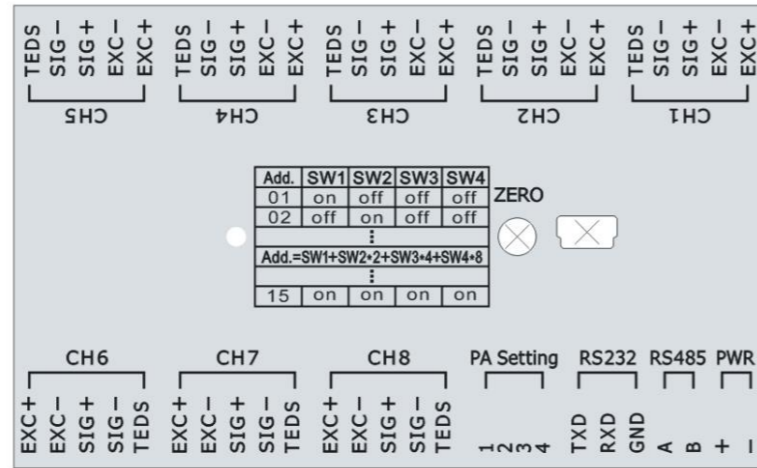 TEDS SIG− SIG+ EXC− EXC+ TEDS SIG− SIG+ EXC− EXC+ TEDS SIG− SIG+ EXC− EXC+ TEDS SIG− SIG+ EXC− EXC+ TEDS SIG− SIG+ EXC− EXC+
CH5 CH4 CH3 CH2 CH1
Add. SW1 SW2 SW3 SW4
01 on off off off
ZERO
02 off on off off
⋮
Add.=SW1+SW2*2+SW3*4+SW4*8
⋮
15 on on on on
CH6 CH7 CH8 PA Setting RS232 RS485 PWR
EXC+ EXC− SIG+ SIG− TEDS EXC+ EXC− SIG+ SIG− TEDS EXC+ EXC− SIG+ SIG− TEDS 1 2 3 4 TXD RXD GND A B + −